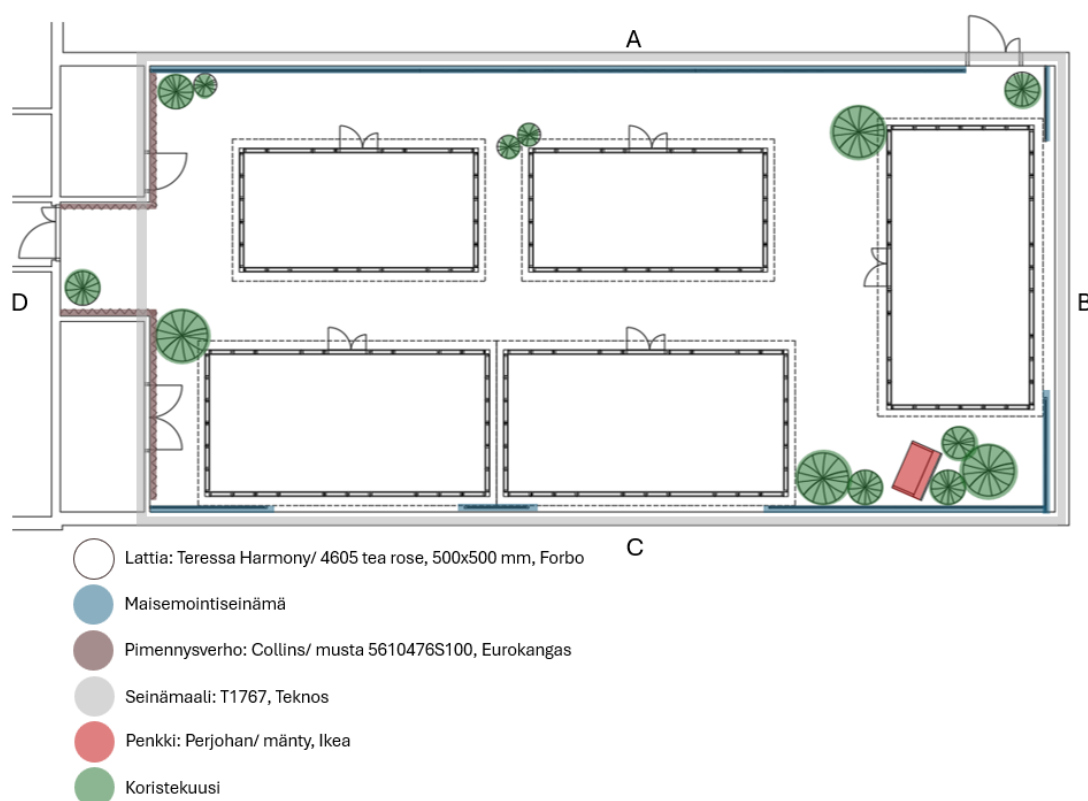 A
D
B
C
Lattia: Teressa Harmony/ 4605 tea rose, 500x500 mm, Forbo
Maisemointiseinämä
Pimennysverho: Collins/ musta 5610476S100, Eurokangas
Seinämaali: T1767, Teknos
Penkki: Perjohan/ mänty, Ikea
Koristekuusi